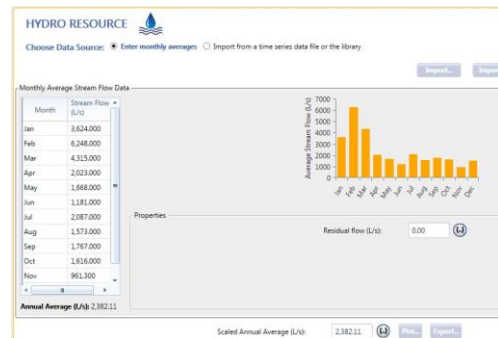 HYDRO RESOURCE
Choose Data Source: Enter monthly averages Import from a time series data file or the library
Import... Impor
Monthly Average Stream Flow Data
Month Stream Flow (L/s)
Jan 3,624.000
Feb 6,248.000
Mar 4,315.000
Apr 2,023.000
May 1,668.000
Jun 1,181.000
Jul 2,087.000
Aug 1,573.000
Sep 1,767.000
Oct 1,616.000
Nov 961.300
Annual Average (L/s): 2,382.11
Average Stream Flow (L/s)
7000
6000
5000
4000
3000
2000
1000
0
Jan Feb Mar Apr May Jun Jul Aug Sep Oct Nov Dec
Properties
Residual flow (L/s): 0.00 {..}
Scaled Annual Average (L/s): 2,382.11 {..} Plot... Export...